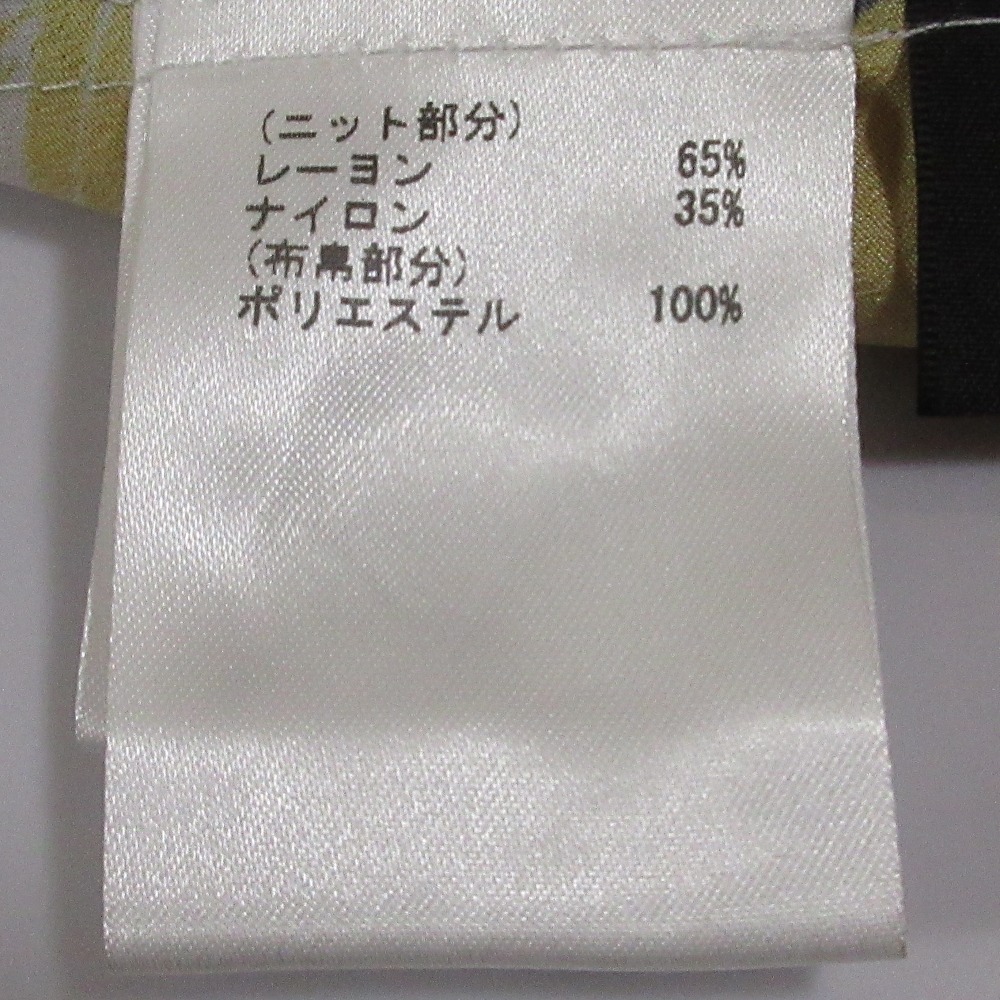 (ニット部分)
レーヨン 65%
ナイロン 35%
(布帛部分)
ポリエステル 100%